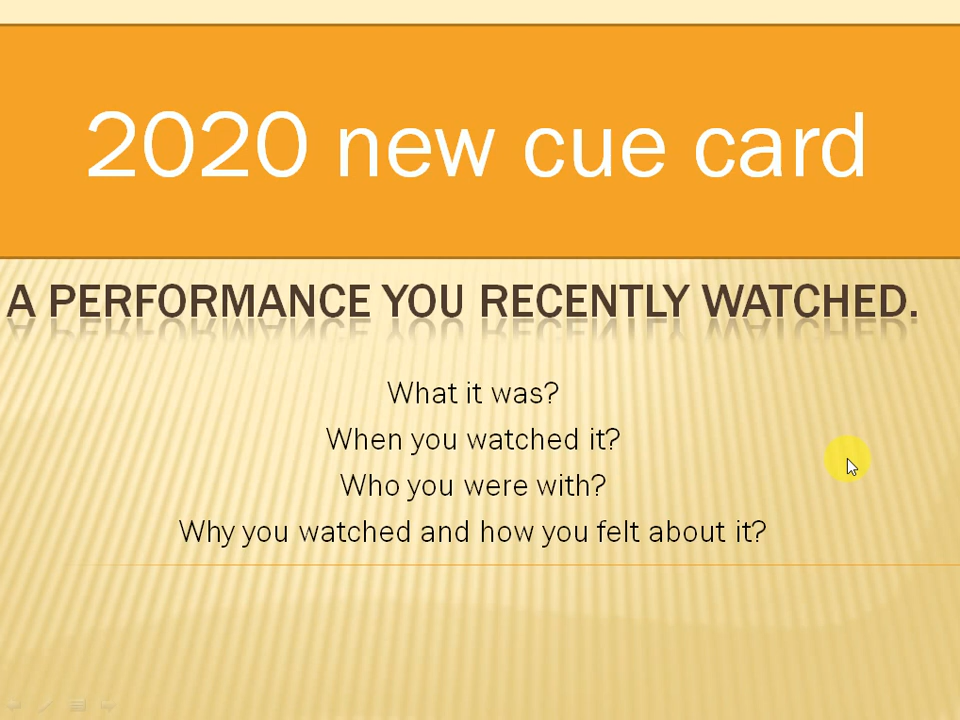 2020 new cue card
A PERFORMANCE YOU RECENTLY WATCHED.
What it was?
When you watched it?
Who you were with?
Why you watched and how you felt about it?